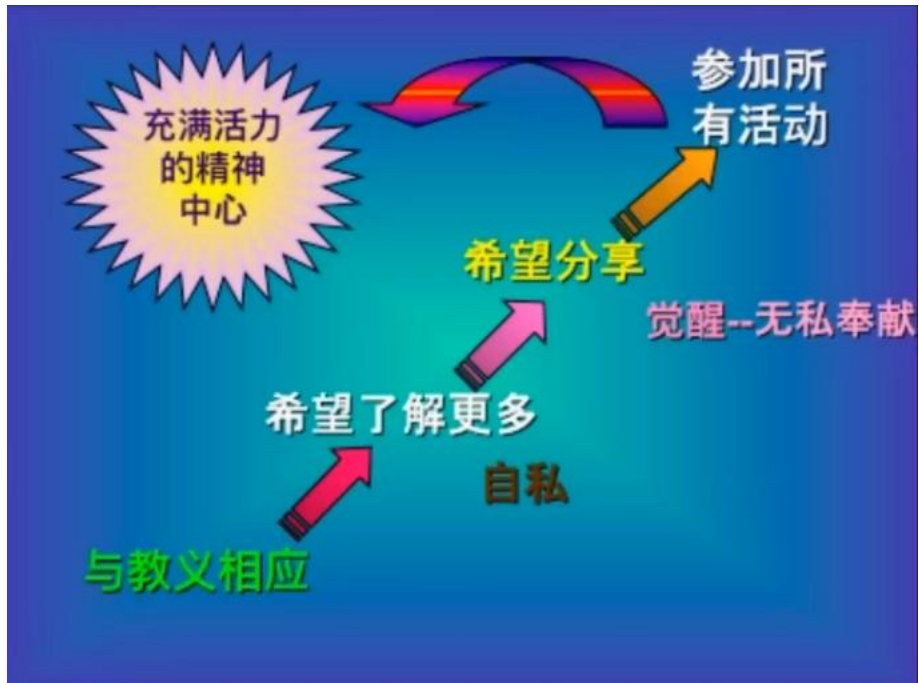 充满活力
的精神
中心
参加所
有活动
希望分享
觉醒--无私奉献
希望了解更多
自私
与教义相应